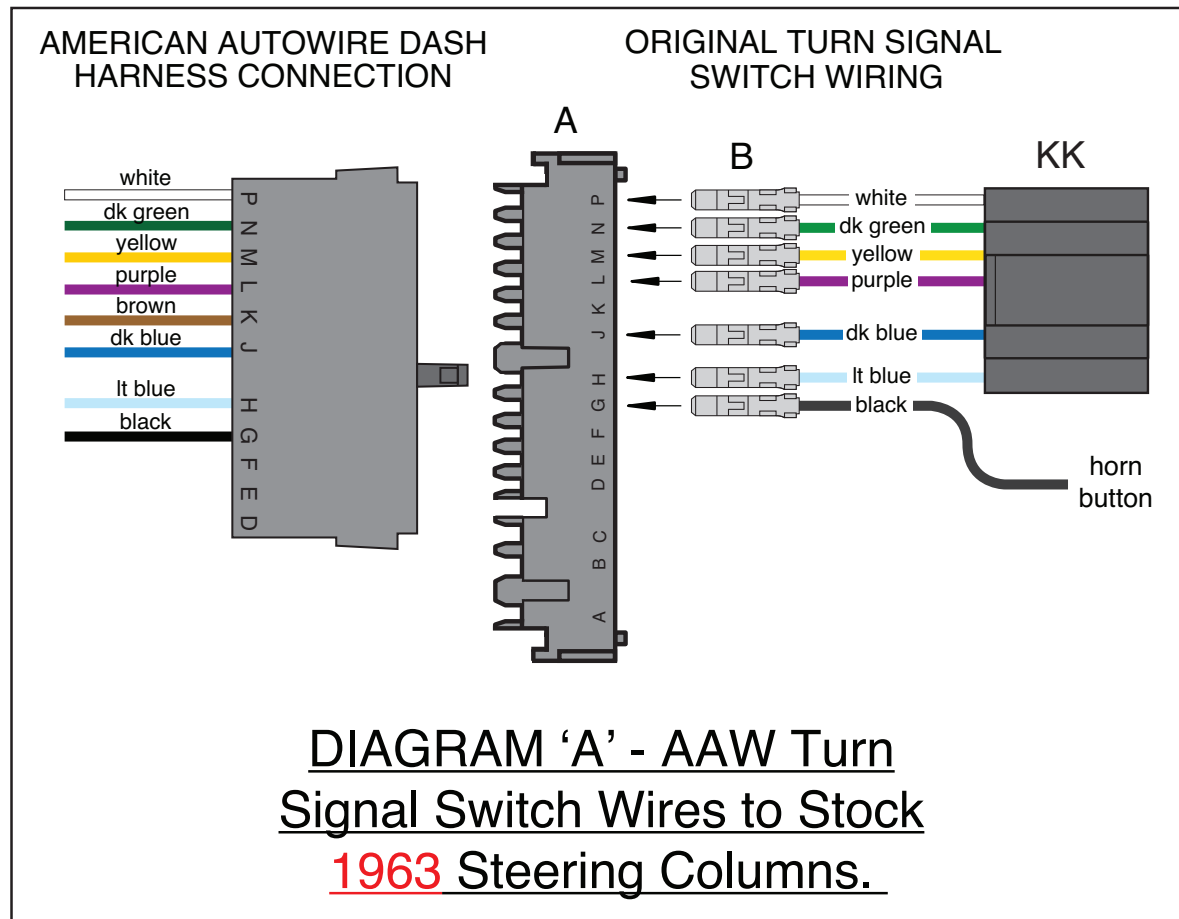 AMERICAN AUTOWIRE DASH
HARNESS CONNECTION
ORIGINAL TURN SIGNAL
SWITCH WIRING
A
B
KK
white
dk green
yellow
purple
brown
dk blue
lt blue
black
P
N
M
L
K
J
H
G
F
E
D
P
N
M
L
K
J
H
G
F
E
D
C
B
A
white
dk green
yellow
purple
dk blue
lt blue
black
horn
button
DIAGRAM ‘A’ - AAW Turn
Signal Switch Wires to Stock
1963 Steering Columns.